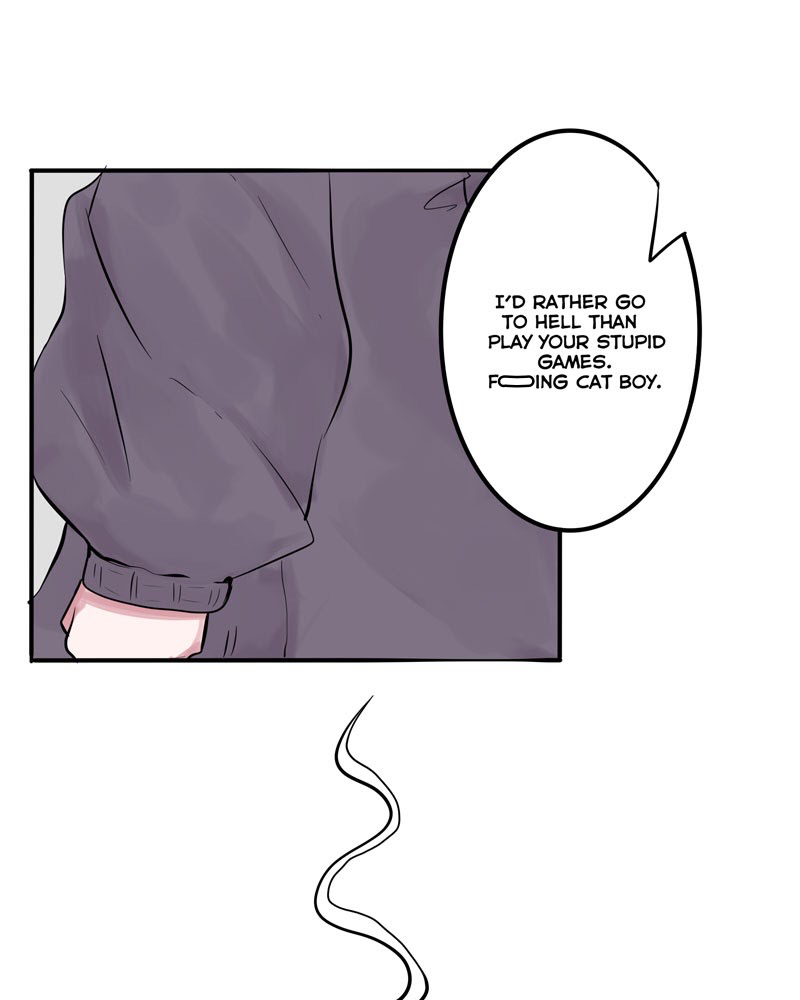 I'D RATHER GO
TO HELL THAN
PLAY YOUR STUPID
GAMES.
F⬭ING CAT BOY.